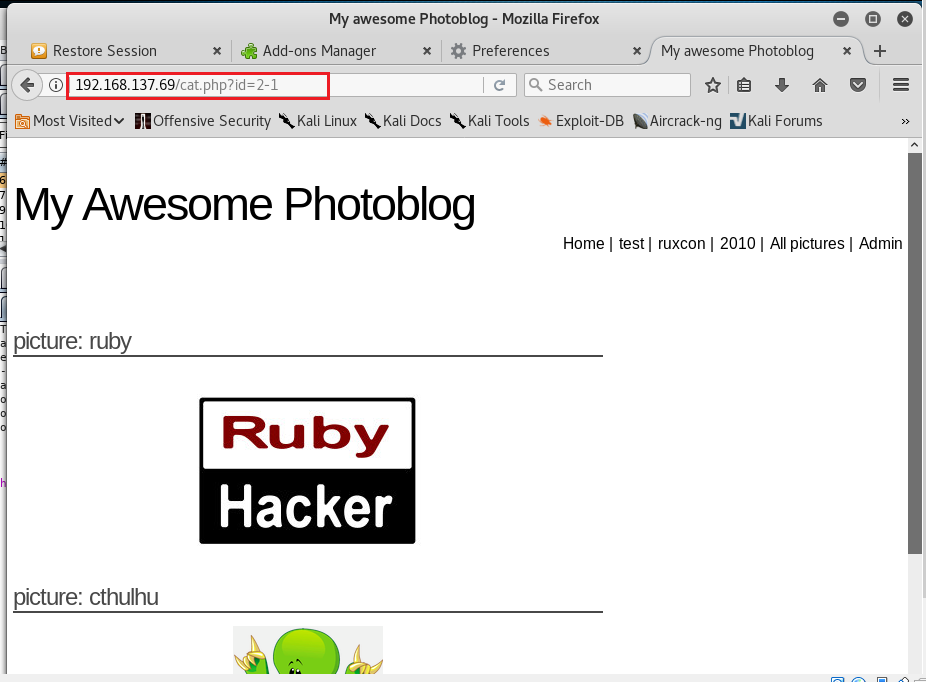 My awesome Photoblog - Mozilla Firefox
Restore Session × Add-ons Manager × Preferences × My awesome Photoblog × +
192.168.137.69/cat.php?id=2-1 Search
Most Visited Offensive Security Kali Linux Kali Docs Kali Tools Exploit-DB Aircrack-ng Kali Forums »
My Awesome Photoblog
Home | test | ruxcon | 2010 | All pictures | Admin
picture: ruby
Ruby
Hacker
picture: cthulhu